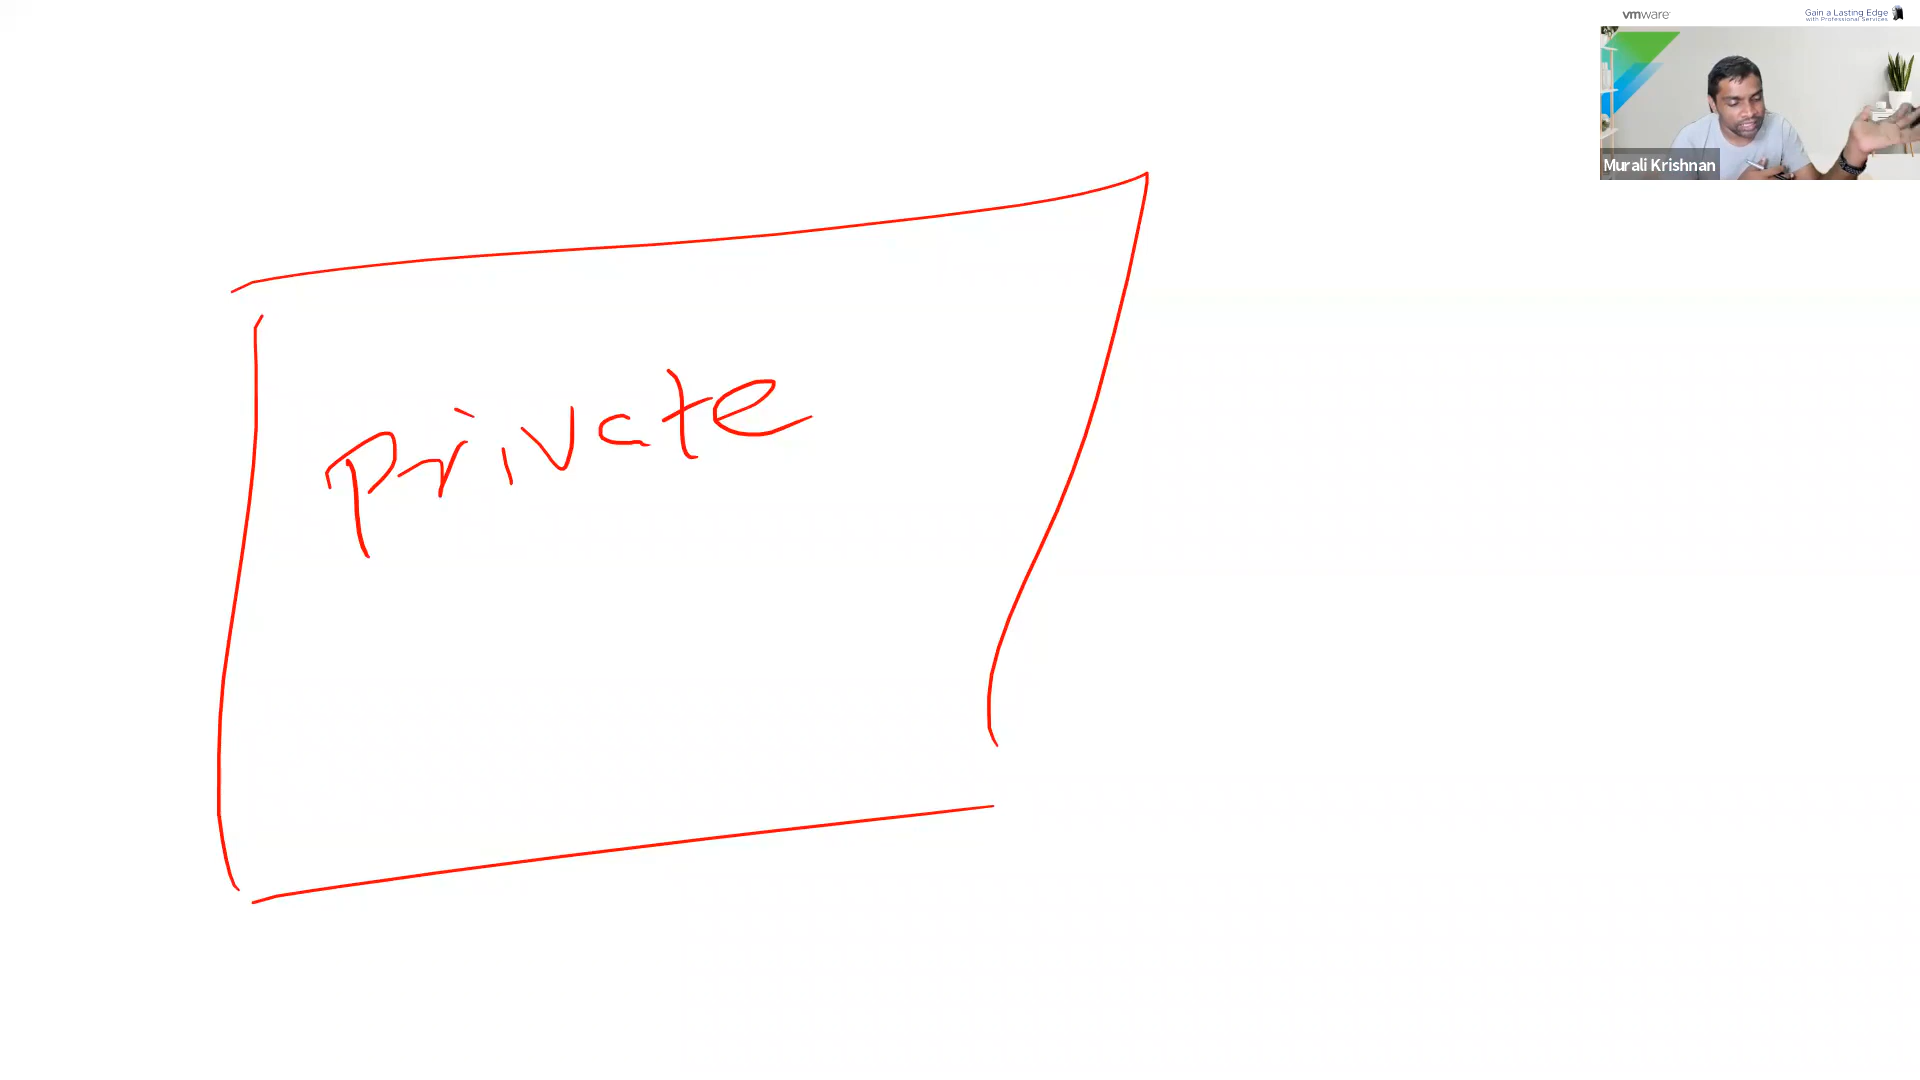 vmware
Gain a Lasting Edge
with Professional Services
Murali Krishnan
Private